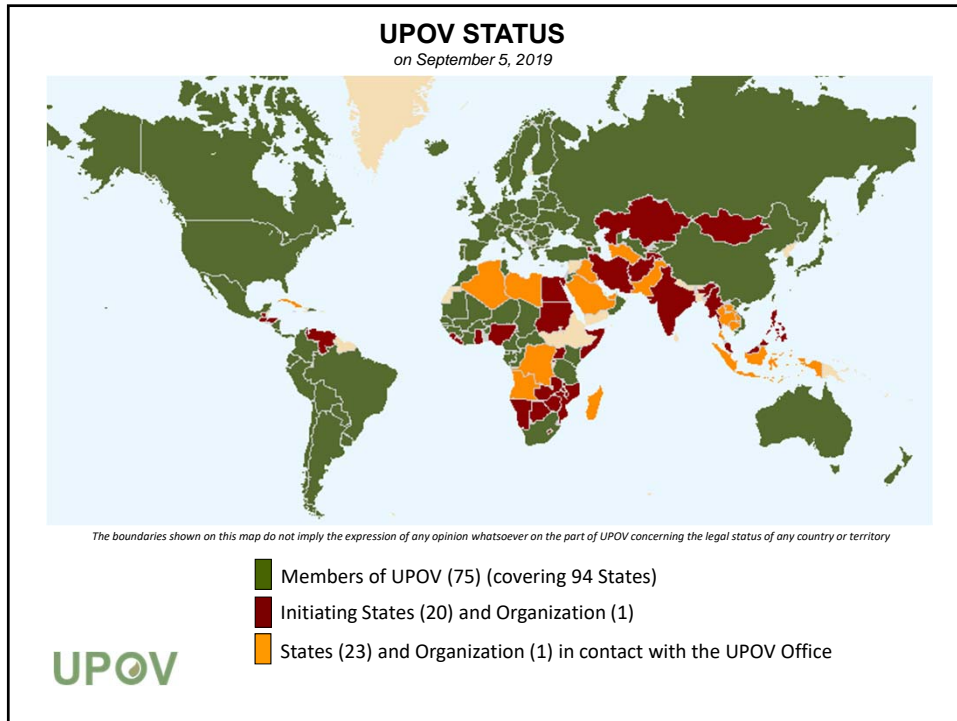 UPOV STATUS
on September 5, 2019
The boundaries shown on this map do not imply the expression of any opinion whatsoever on the part of UPOV concerning the legal status of any country or territory
Members of UPOV (75) (covering 94 States)
Initiating States (20) and Organization (1)
States (23) and Organization (1) in contact with the UPOV Office
UPOV